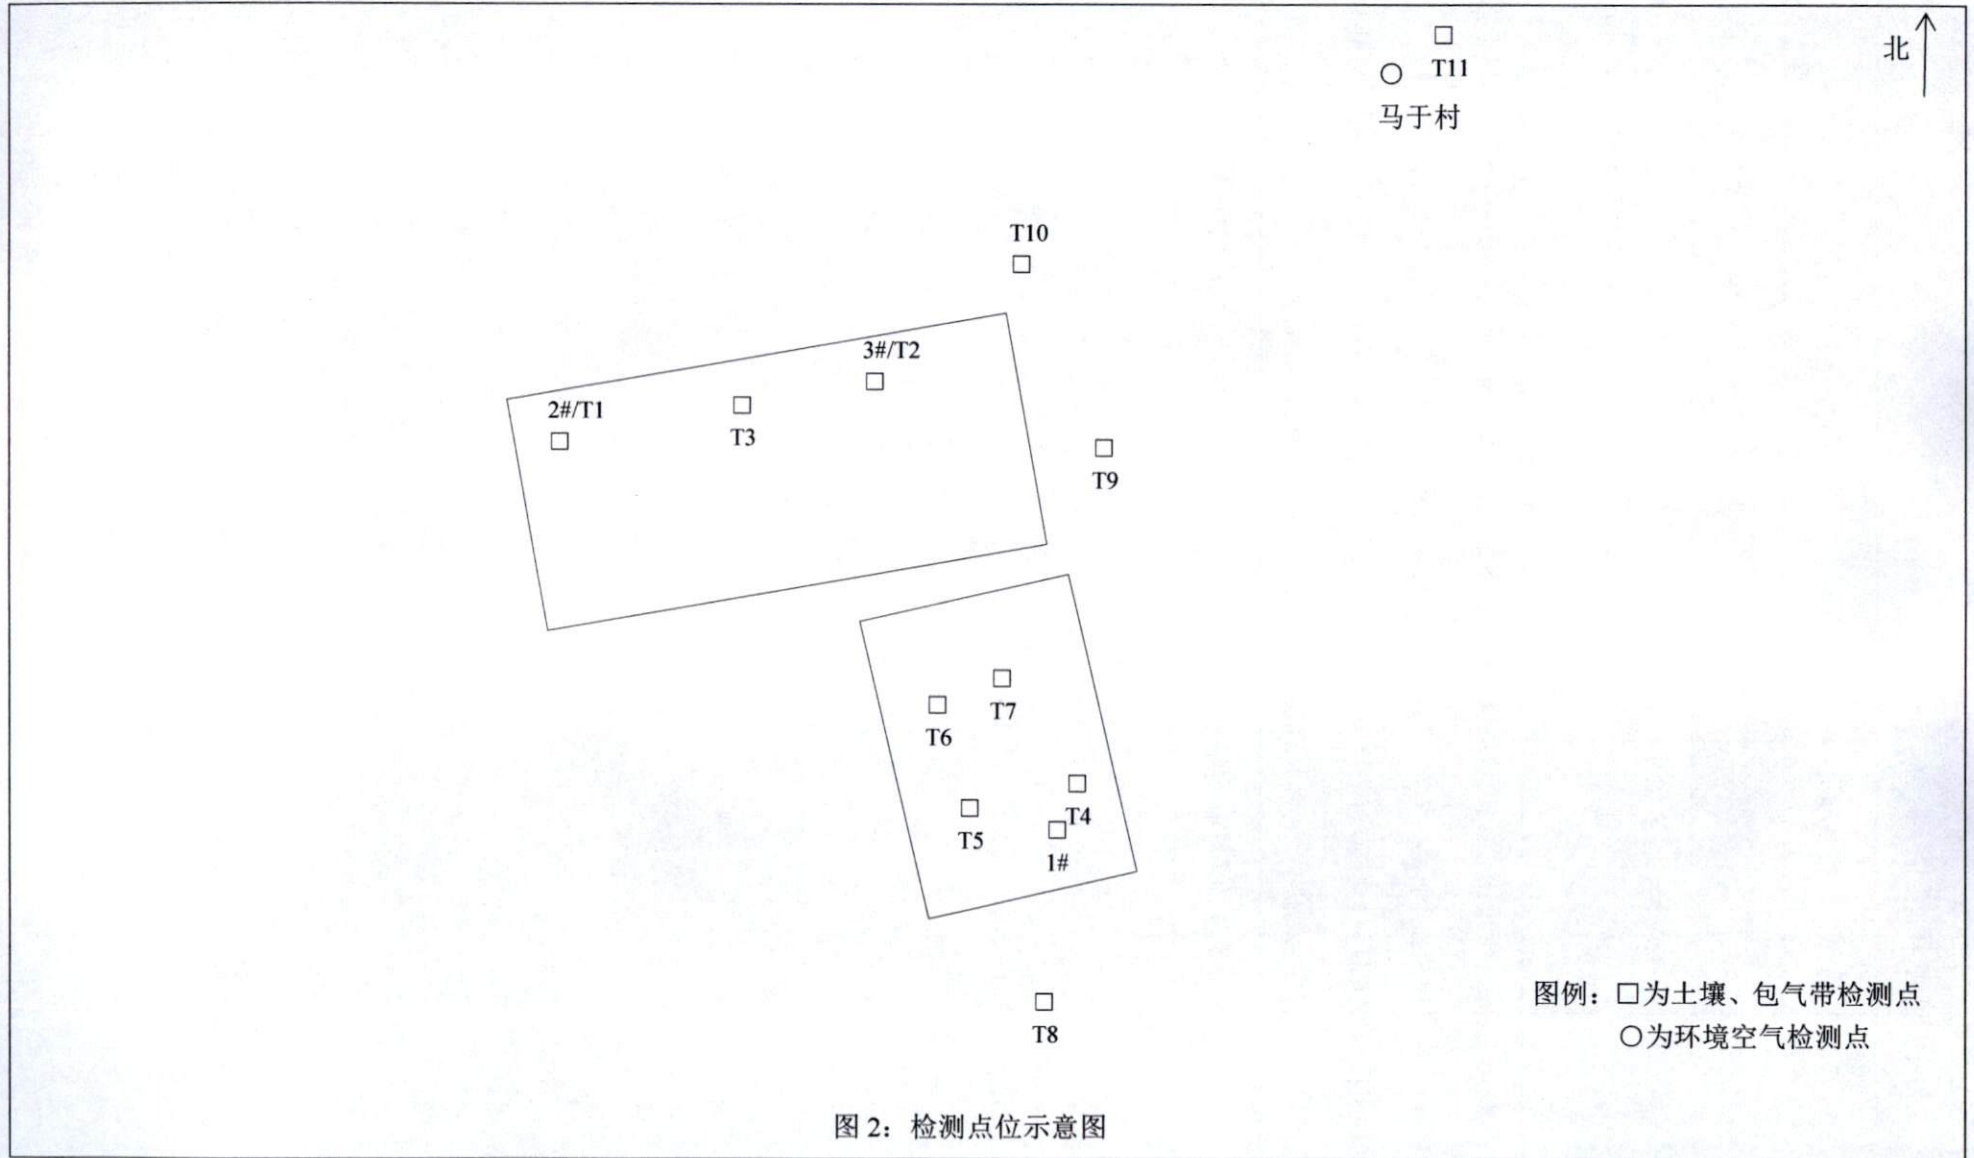 北
T11
马于村
T10
3#/T2
2#/T1
T3
T9
T7
T6
T4
T5
1#
T8
图例：□为土壤、包气带检测点
○为环境空气检测点
图 2：检测点位示意图